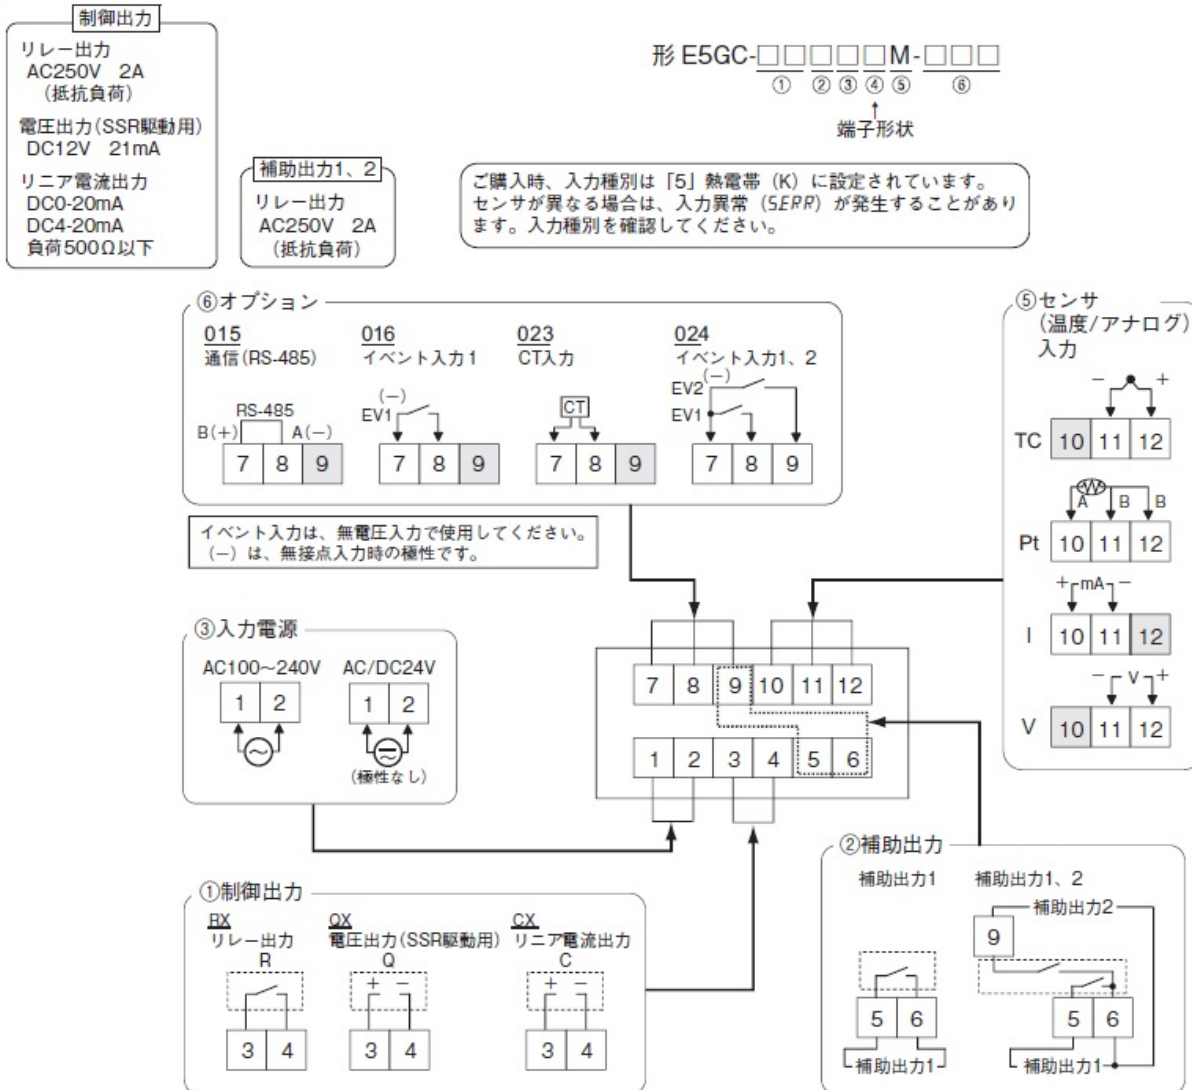 制御出力
リレー出力
AC250V 2A
(抵抗負荷)
電圧出力(SSR駆動用)
DC12V 21mA
リニア電流出力
DC0-20mA
DC4-20mA
負荷500Ω以下
補助出力1、2
リレー出力
AC250V 2A
(抵抗負荷)
形 E5GC-□□□□□M-□□□
① ② ③ ④ ⑤ ⑥
端子形状
ご購入時、入力種別は「5」熱電帯(K)に設定されています。
センサが異なる場合は、入力異常(SERR)が発生することがあり
ます。入力種別を確認してください。
⑥オプション
015
通信(RS-485)
RS-485
B(+) A(-)
7 8 9
016
イベント入力1
(-)
EV1
7 8 9
023
CT入力
CT
7 8 9
024
イベント入力1、2
(-)
EV2
EV1
7 8 9
イベント入力は、無電圧入力で使用してください。
(-)は、無接点入力時の極性です。
⑤センサ
(温度/アナログ)
入力
- +
TC 10 11 12
A B B
Pt 10 11 12
+ mA -
I 10 11 12
- V +
V 10 11 12
③入力電源
AC100~240V
1 2
~
AC/DC24V
1 2
(極性なし)
7 8 9 10 11 12
1 2 3 4 5 6
①制御出力
RX
リレー出力
R
3 4
QX
電圧出力(SSR駆動用)
Q
+ -
3 4
CX
リニア電流出力
C
+ -
3 4
②補助出力
補助出力1
5 6
補助出力1
補助出力1、2
補助出力2
9
5 6
補助出力1